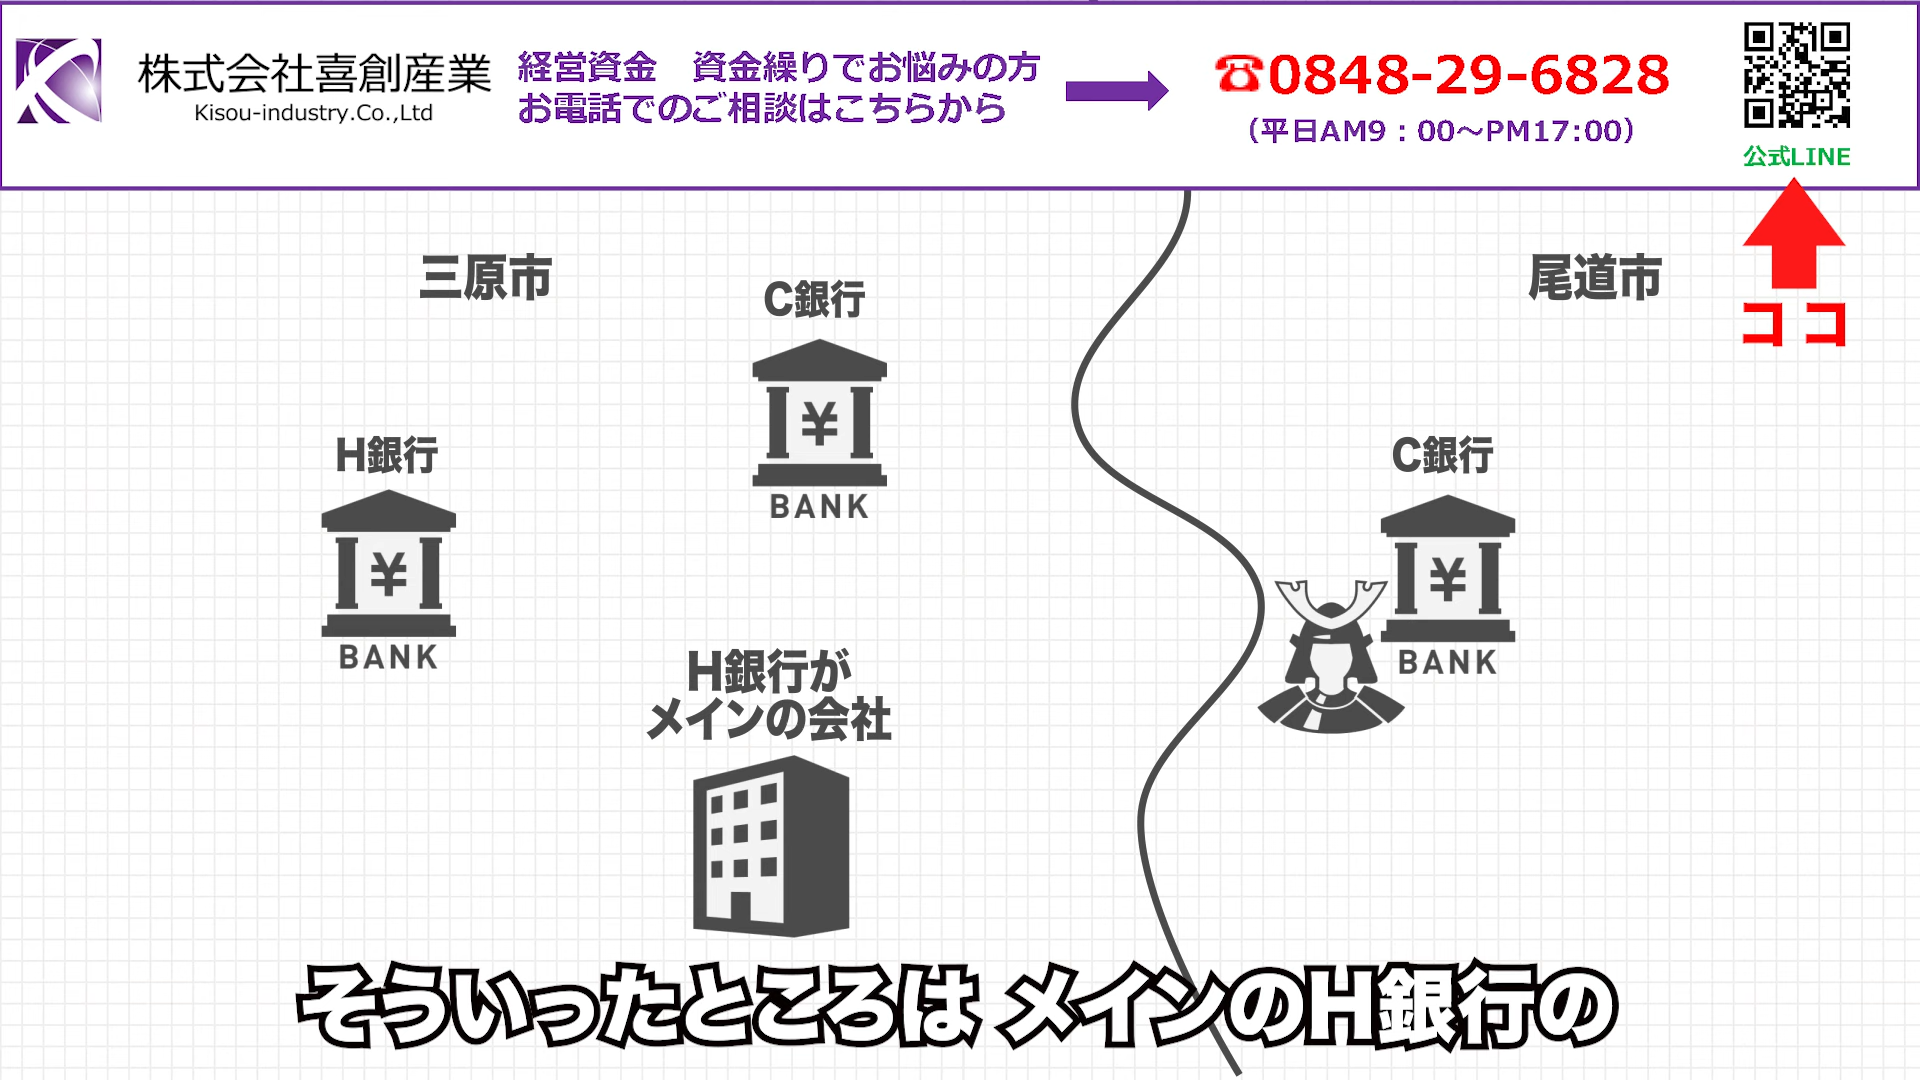 株式会社喜創産業
Kisou-industry.Co.,Ltd
経営資金　資金繰りでお悩みの方
お電話でのご相談はこちらから
☎0848-29-6828
（平日AM9：00～PM17:00）
公式LINE
ココ
三原市
尾道市
C銀行
¥
BANK
H銀行
¥
BANK
C銀行
¥
BANK
H銀行が
メインの会社
そういったところは メインのH銀行の